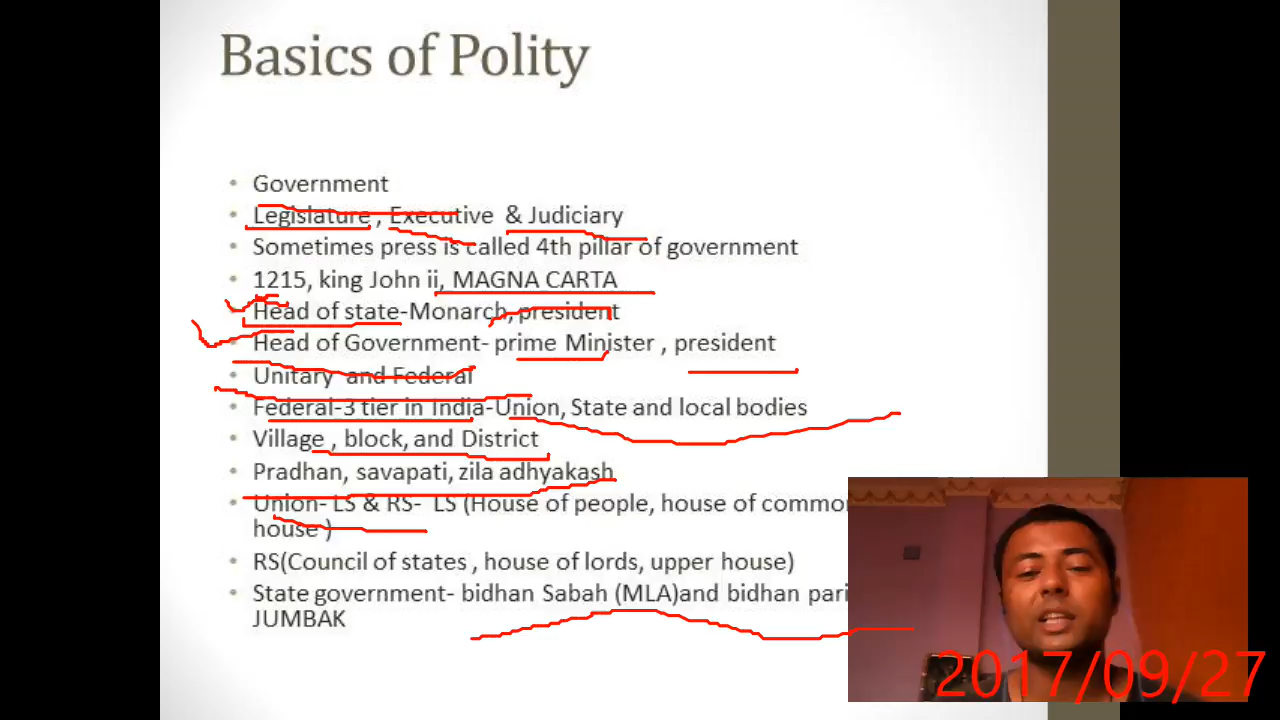 Basics of Polity
• Government
• Legislature , Executive & Judiciary
• Sometimes press is called 4th pillar of government
• 1215, king John ii, MAGNA CARTA
• Head of state-Monarch, president
• Head of Government- prime Minister , president
• Unitary and Federal
• Federal-3 tier in India-Union, State and local bodies
• Village , block, and District
• Pradhan, savapati, zila adhyakash
• Union- LS & RS- LS (House of people, house of common
house )
• RS(Council of states , house of lords, upper house)
• State government- bidhan Sabah (MLA)and bidhan pari
JUMBAK
2017/09/27